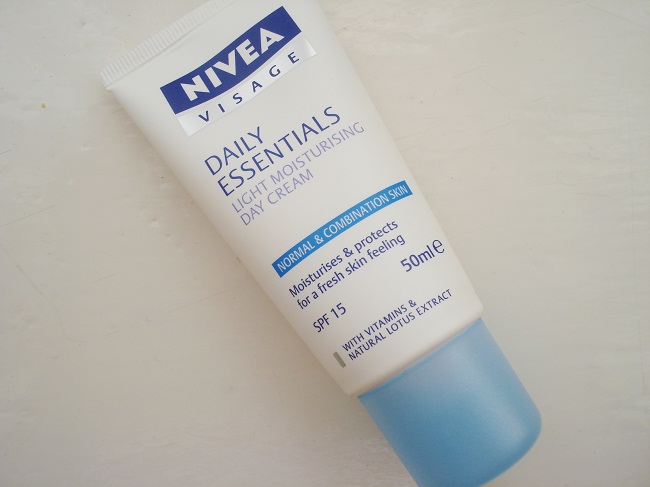 NIVEA
VISAGE
DAILY
ESSENTIALS
LIGHT MOISTURISING
DAY CREAM
NORMAL & COMBINATION SKIN
Moisturises & protects
for a fresh skin feeling
50ml℮
SPF 15
WITH VITAMINS &
NATURAL LOTUS EXTRACT